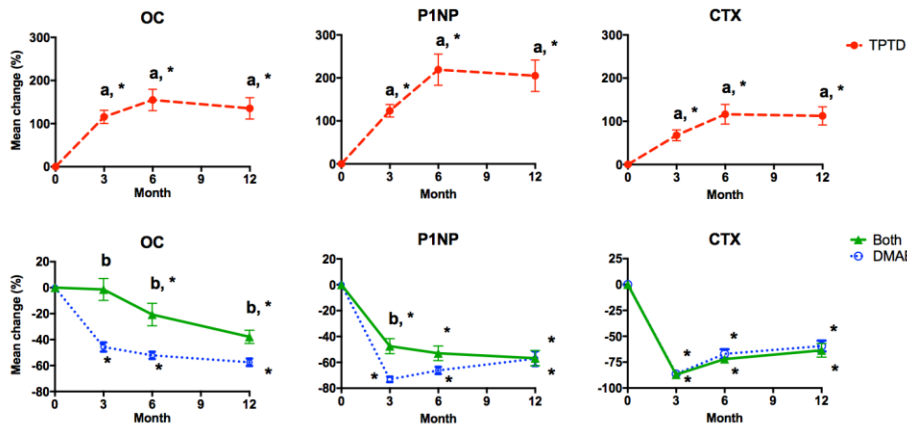 OC
P1NP
CTX
Mean change (%)
300
200
100
0
a, *
a, *
a, *
0 3 6 9 12
Month
300
200
100
0
a, *
a, *
a, *
0 3 6 9 12
Month
300
200
100
0
a, *
a, *
a, *
0 3 6 9 12
Month
TPTD
OC
P1NP
CTX
Mean change (%)
20
0
-20
-40
-60
-80
b
b, *
b, *
*
*
*
0 3 6 9 12
Month
20
0
-20
-40
-60
-80
b, *
*
*
*
*
*
0 3 6 9 12
Month
25
0
-25
-50
-75
-100
*
*
*
*
*
*
0 3 6 9 12
Month
Both